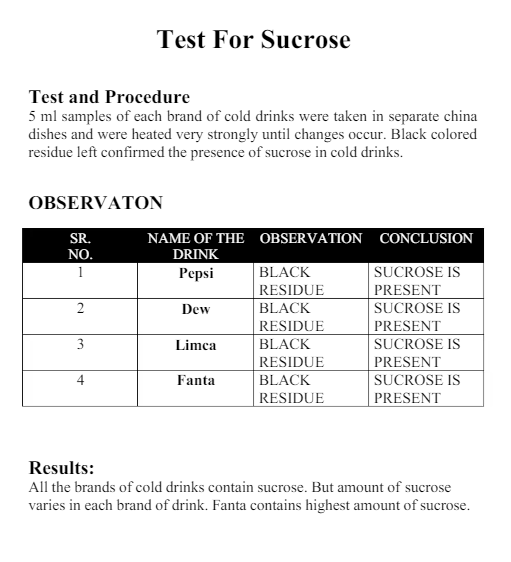 Test For Sucrose
Test and Procedure
5 ml samples of each brand of cold drinks were taken in separate china
dishes and were heated very strongly until changes occur. Black colored
residue left confirmed the presence of sucrose in cold drinks.
OBSERVATON
SR. NO. NAME OF THE DRINK OBSERVATION CONCLUSION
1 Pepsi BLACK RESIDUE SUCROSE IS PRESENT
2 Dew BLACK RESIDUE SUCROSE IS PRESENT
3 Limca BLACK RESIDUE SUCROSE IS PRESENT
4 Fanta BLACK RESIDUE SUCROSE IS PRESENT
Results:
All the brands of cold drinks contain sucrose. But amount of sucrose
varies in each brand of drink. Fanta contains highest amount of sucrose.